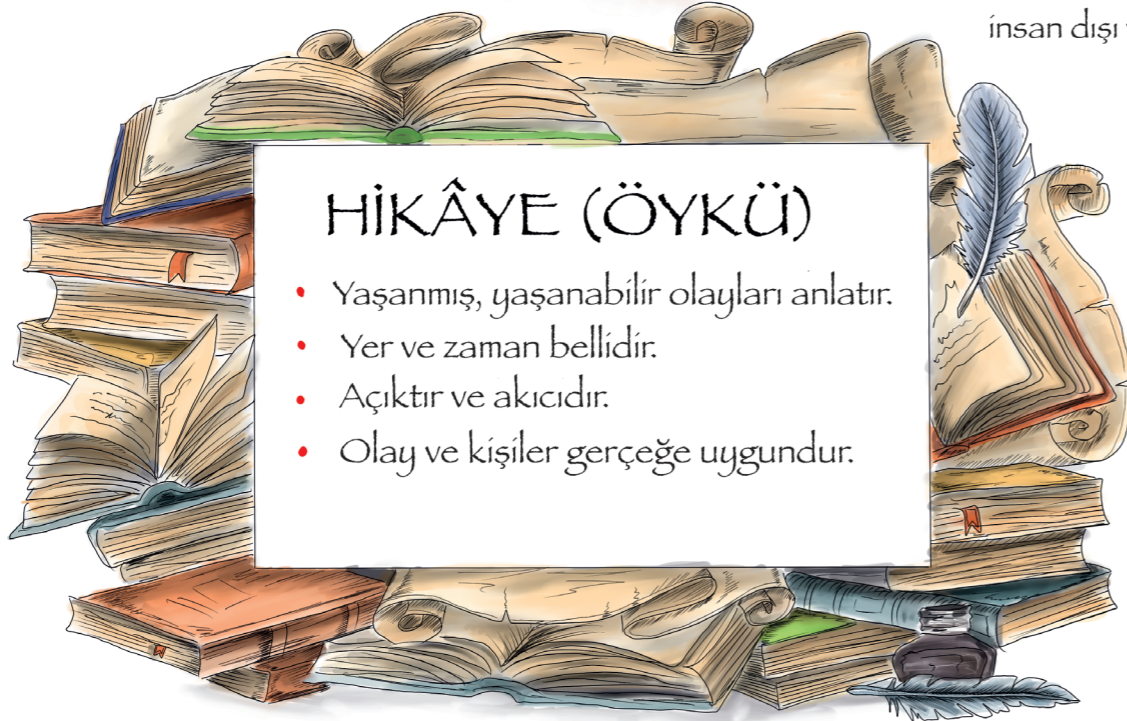 insan dışı
HİKÂYE (ÖYKÜ)
• Yaşanmış, yaşanabilir olayları anlatır.
• Yer ve zaman bellidir.
• Açıktır ve akıcıdır.
• Olay ve kişiler gerçeğe uygundur.